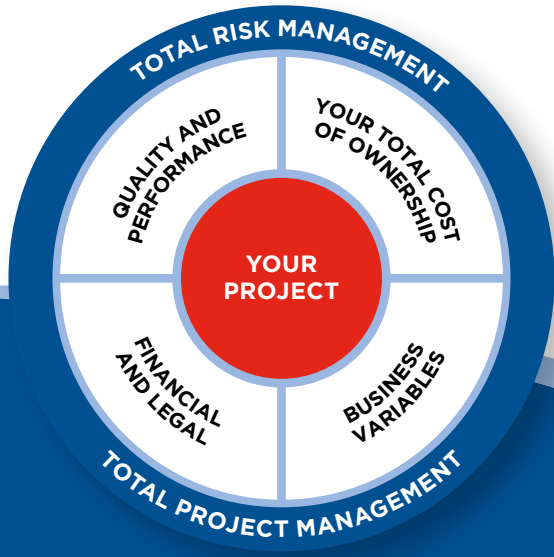 TOTAL RISK MANAGEMENT
QUALITY AND
PERFORMANCE
YOUR TOTAL COST
OF OWNERSHIP
YOUR
PROJECT
FINANCIAL
AND LEGAL
BUSINESS
VARIABLES
TOTAL PROJECT MANAGEMENT